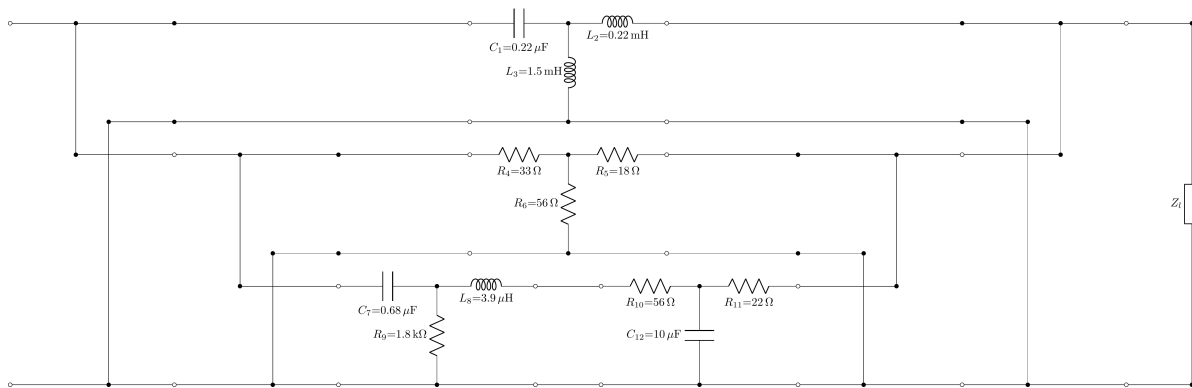 C₁=0.22 μF
L₂=0.22 mH
L₃=1.5 mH
R₄=33 Ω
R₅=18 Ω
R₆=56 Ω
Zₗ
C₇=0.68 μF
L₈=3.9 μH
R₉=1.8 kΩ
R₁₀=56 Ω
R₁₁=22 Ω
C₁₂=10 μF